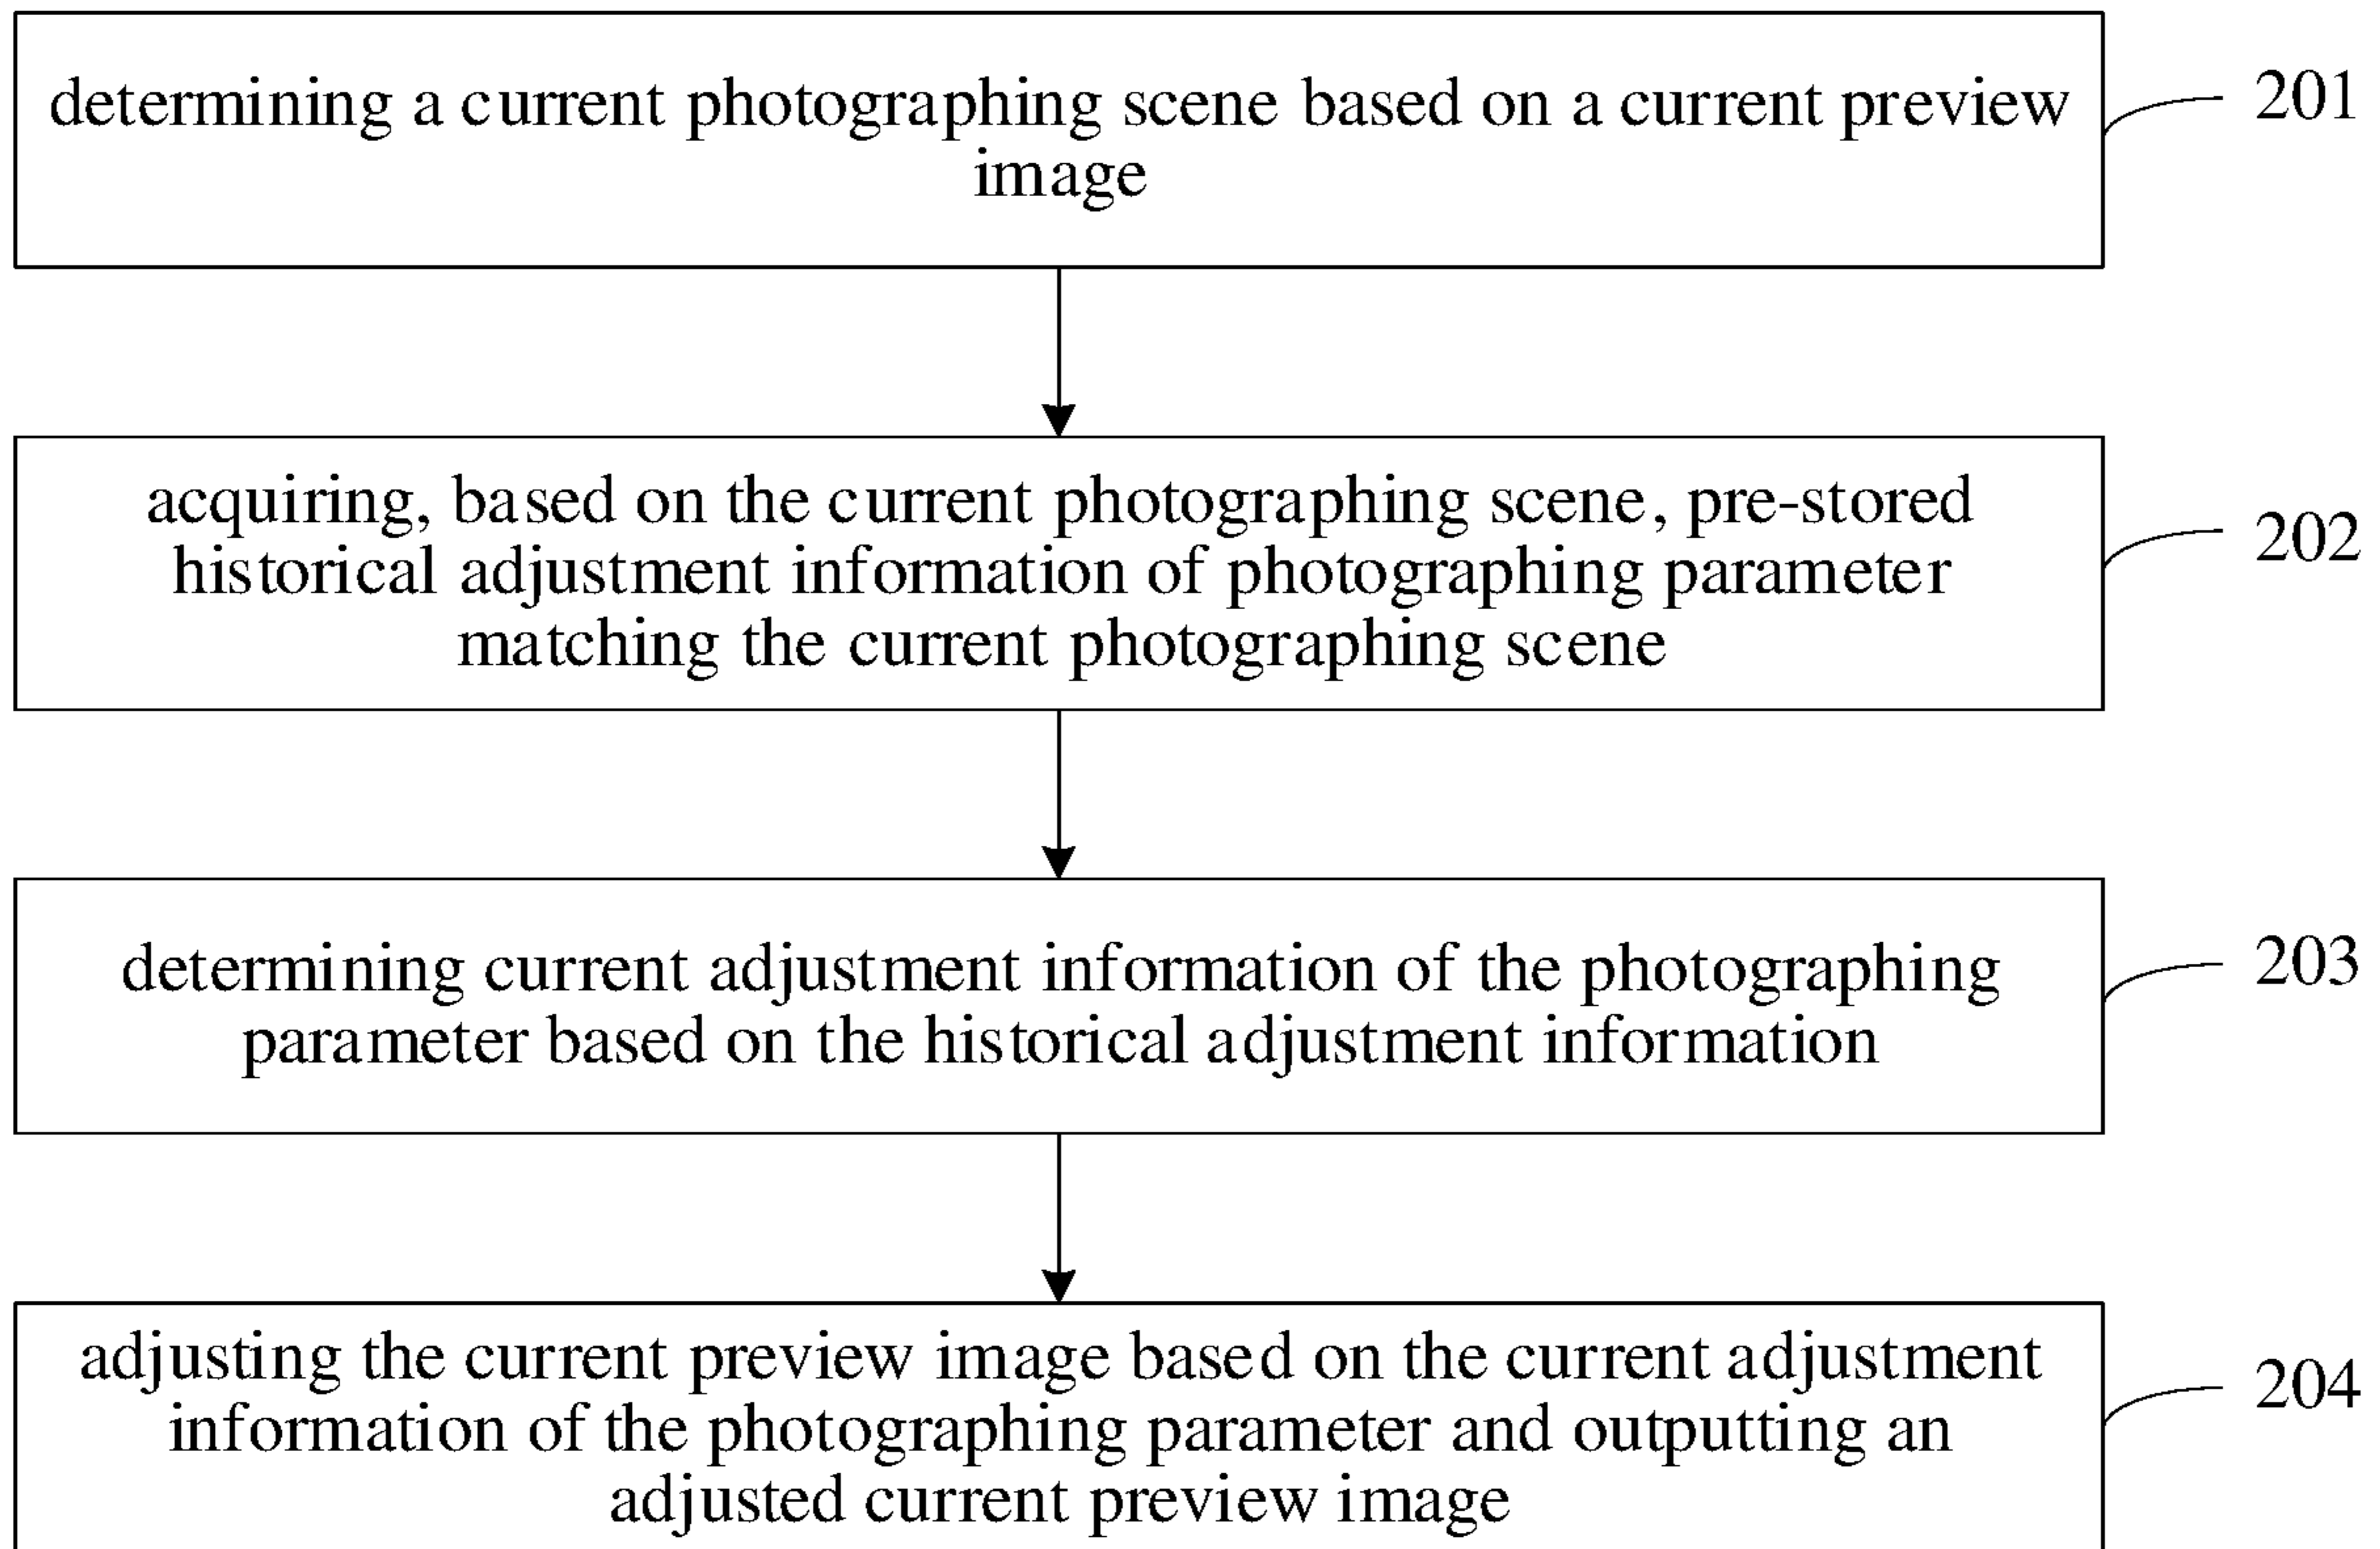 determining a current photographing scene based on a current preview
image
201
acquiring, based on the current photographing scene, pre-stored
historical adjustment information of photographing parameter
matching the current photographing scene
202
determining current adjustment information of the photographing
parameter based on the historical adjustment information
203
adjusting the current preview image based on the current adjustment
information of the photographing parameter and outputting an
adjusted current preview image
204